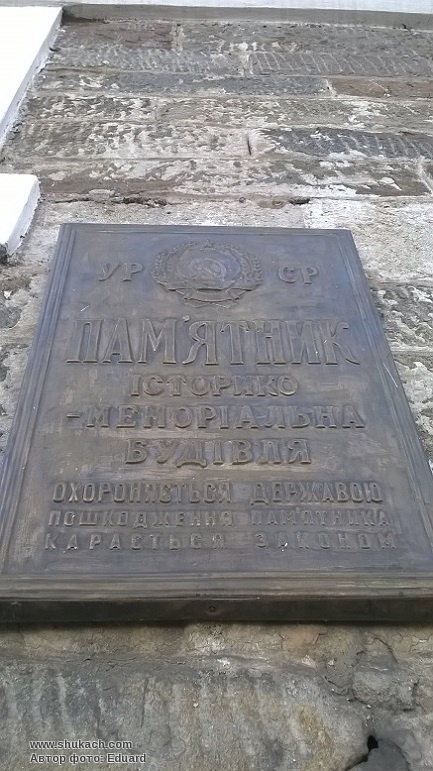 УР СР
ПАМ'ЯТНИК
ІСТОРИКО
-МЕМОРІАЛЬНА
БУДІВЛЯ
ОХОРОНЯЄТЬСЯ ДЕРЖАВОЮ
ПОШКОДЖЕННЯ ПАМ'ЯТНИКА
КАРАЄТЬСЯ ЗАКОНОМ
www.shukach.com
Автор фото: Eduard